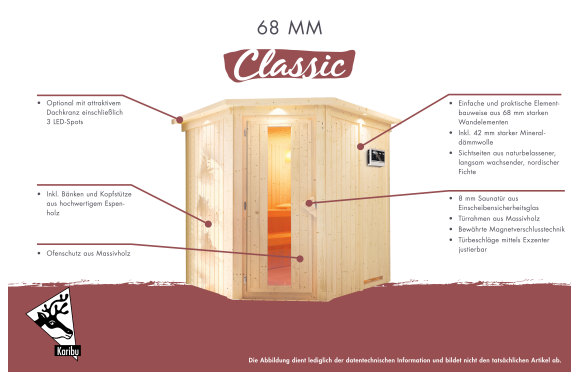 68 MM
Classic
• Optional mit attraktivem
Dachkranz einschließlich
3 LED-Spots
• Inkl. Bänken und Kopfstütze
aus hochwertigem Espen-
holz
• Ofenschutz aus Massivholz
• Einfache und praktische Element-
bauweise aus 68 mm starken
Wandelementen
• Inkl. 42 mm starker Mineral-
dämmwolle
• Sichtseiten aus naturbelassener,
langsam wachsender, nordischer
Fichte
• 8 mm Saunatür aus
Einscheibensicherheitsglas
• Türrahmen aus Massivholz
• Bewährte Magnetverschlusstechnik
• Türbeschläge mittels Exzenter
justierbar
Karibu
Die Abbildung dient lediglich der datentechnischen Information und bildet nicht den tatsächlichen Artikel ab.